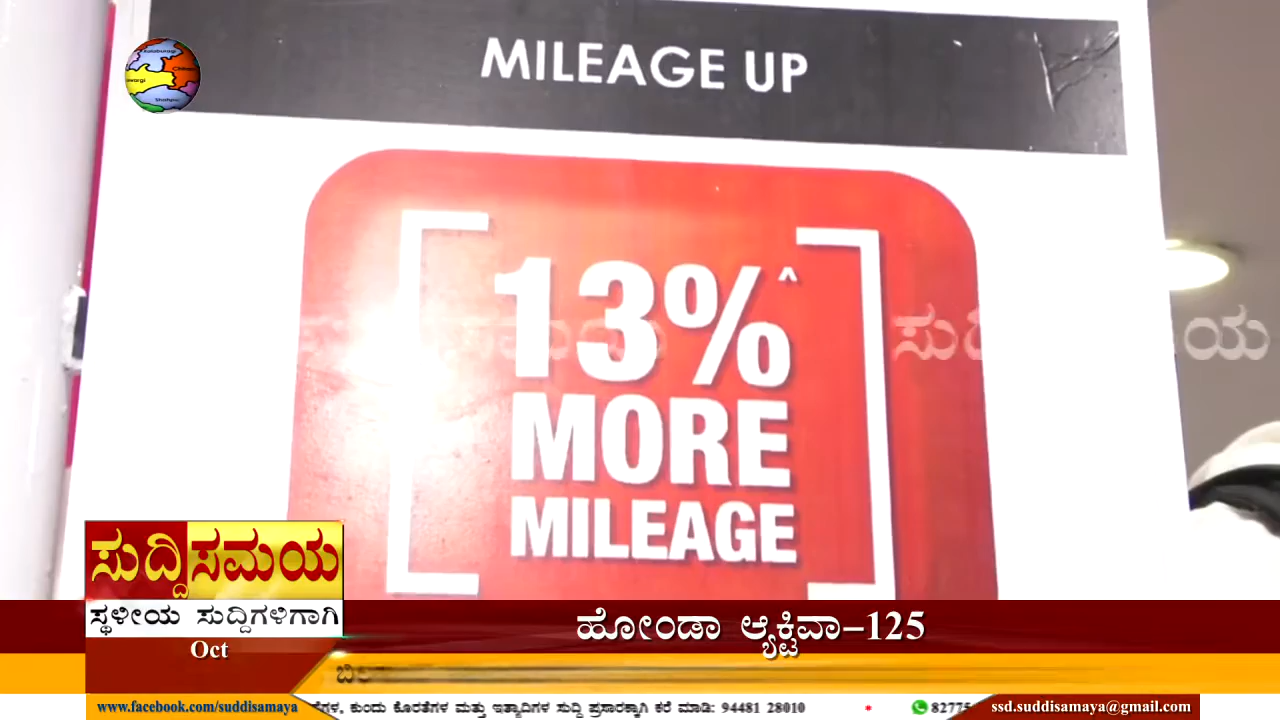 MILEAGE UP
13%^
MORE
MILEAGE
ಸುದ್ದಿಸಮಯ
ಸ್ಥಳೀಯ ಸುದ್ದಿಗಳಿಗಾಗಿ
Oct
ಹೋಂಡಾ ಆ್ಯಕ್ಟಿವಾ-125
www.facebook.com/suddisamaya
ಕುಂದು ಕೊರತೆಗಳ ಮತ್ತು ಇತ್ಯಾದಿಗಳ ಸುದ್ದಿ ಪ್ರಸಾರಕ್ಕಾಗಿ ಕರೆ ಮಾಡಿ: 94481 28010 * 82775
ssd.suddisamaya@gmail.com